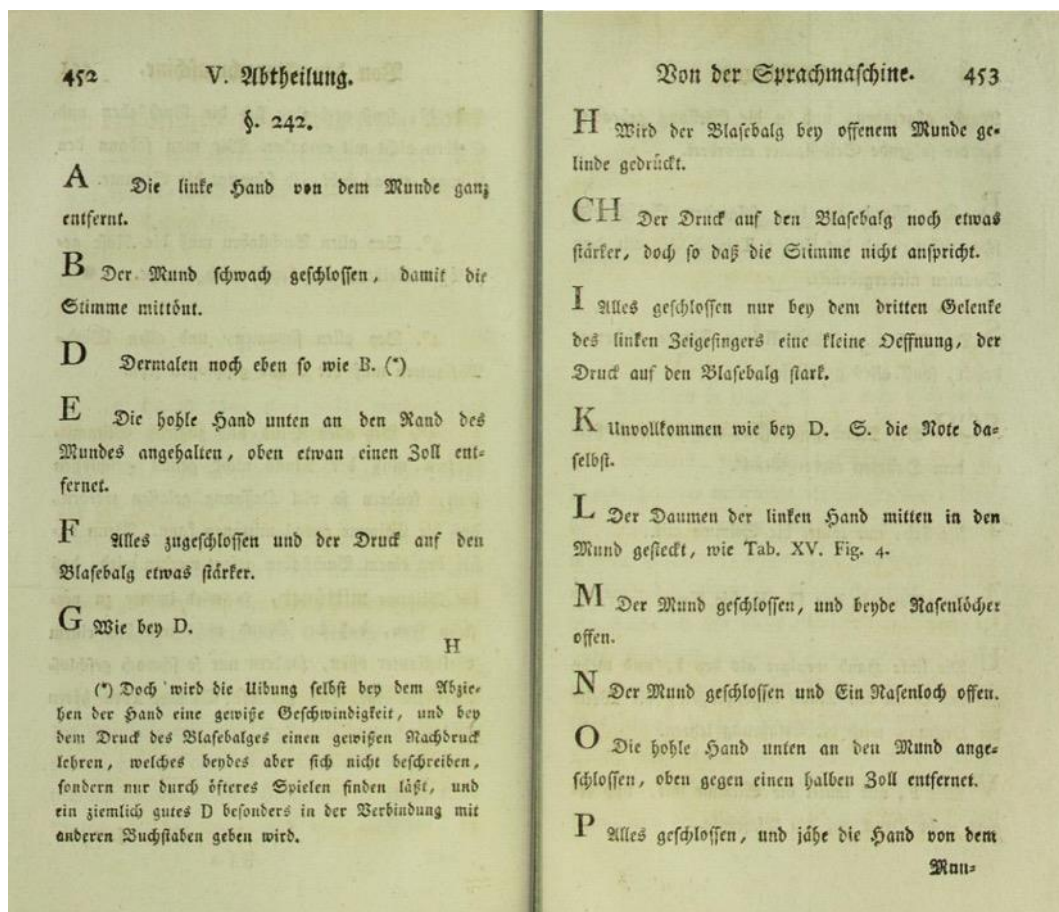 452 V. Abtheilung.
§. 242.
A Die linke Hand von dem Munde ganz
entfernt.
B Der Mund schwach geschlossen, damit die
Stimme mittönt.
D Dermalen noch eben so wie B. (*)
E Die hohle Hand unten an den Rand des
Mundes angehalten, oben etwan einen Zoll ent-
fernet.
F Alles zugeschlossen und der Druck auf den
Blasebalg etwas stärker.
G Wie bey D.
H
(*) Doch wird die Uibung selbst bey dem Abzie-
hen der Hand eine gewiße Geschwindigkeit, und bey
dem Druck des Blasebalges einen gewißen Nachdruck
lehren, welches beydes aber sich nicht beschreiben,
sondern nur durch öfteres Spielen finden läßt, und
ein ziemlich gutes D besonders in der Verbindung mit
anderen Buchstaben geben wird.
Von der Sprachmaschine. 453
H Wird der Blasebalg bey offenem Munde ge-
linde gedrückt.
CH Der Druck auf den Blasebalg noch etwas
stärker, doch so daß die Stimme nicht anspricht.
I Alles geschlossen nur bey dem dritten Gelenke
des linken Zeigefingers eine kleine Oeffnung, der
Druck auf den Blasebalg stark.
K Unvollkommen wie bey D. S. die Note da-
selbst.
L Der Daumen der linken Hand mitten in den
Mund gesteckt, wie Tab. XV. Fig. 4.
M Der Mund geschlossen, und beyde Nasenlöcher
offen.
N Der Mund geschlossen und Ein Nasenloch offen.
O Die hohle Hand unten an den Mund ange-
schlossen, oben gegen einen halben Zoll entfernet.
P Alles geschlossen, und jähe die Hand von dem
Mun-